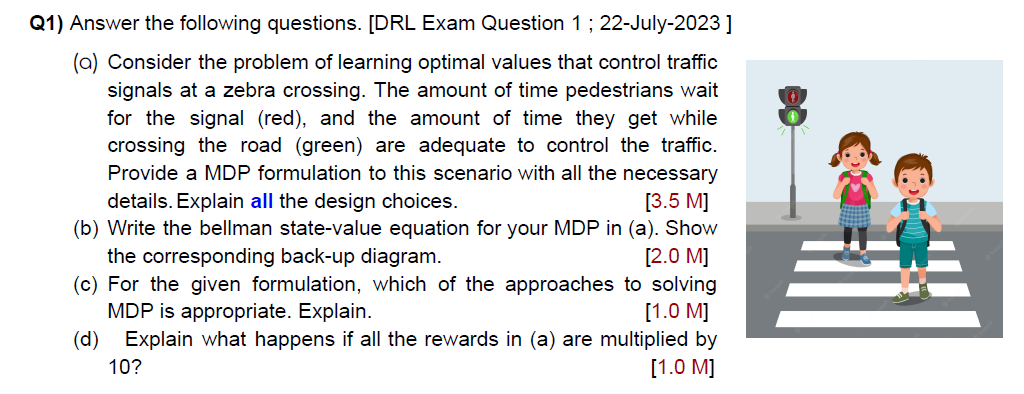 Q1) Answer the following questions. [DRL Exam Question 1 ; 22-July-2023 ]
(a) Consider the problem of learning optimal values that control traffic
signals at a zebra crossing. The amount of time pedestrians wait
for the signal (red), and the amount of time they get while
crossing the road (green) are adequate to control the traffic.
Provide a MDP formulation to this scenario with all the necessary
details. Explain all the design choices. [3.5 M]
(b) Write the bellman state-value equation for your MDP in (a). Show
the corresponding back-up diagram. [2.0 M]
(c) For the given formulation, which of the approaches to solving
MDP is appropriate. Explain. [1.0 M]
(d) Explain what happens if all the rewards in (a) are multiplied by
10? [1.0 M]